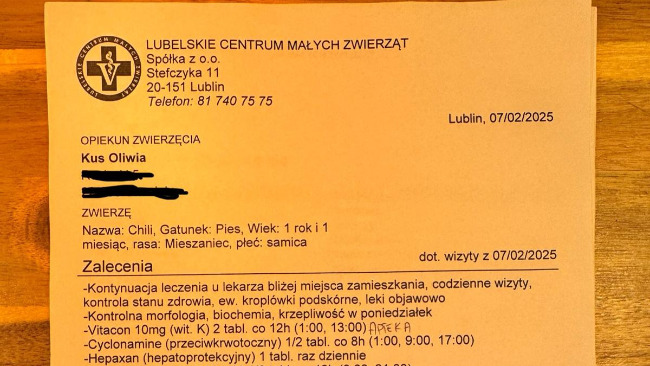 LUBELSKIE CENTRUM MAŁYCH ZWIERZĄT
Spółka z o.o.
Stefczyka 11
20-151 Lublin
Telefon: 81 740 75 75
LUBELSKIE CENTRUM MAŁYCH ZWIERZĄT
Lublin, 07/02/2025
OPIEKUN ZWIERZĘCIA
Kus Oliwia
ZWIERZĘ
Nazwa: Chili, Gatunek: Pies, Wiek: 1 rok i 1
miesiąc, rasa: Mieszaniec, płeć: samica
dot. wizyty z 07/02/2025
Zalecenia
-Kontynuacja leczenia u lekarza bliżej miejsca zamieszkania, codzienne wizyty,
kontrola stanu zdrowia, ew. kroplówki podskórne, leki objawowo
-Kontrolna morfologia, biochemia, krzepliwość w poniedziałek
-Vitacon 10mg (wit. K) 2 tabl. co 12h (1:00, 13:00) APTEKA
-Cyclonamine (przeciwkrwotoczny) 1/2 tabl. co 8h (1:00, 9:00, 17:00)
-Hepaxan (hepatoprotekcyjny) 1 tabl. raz dziennie